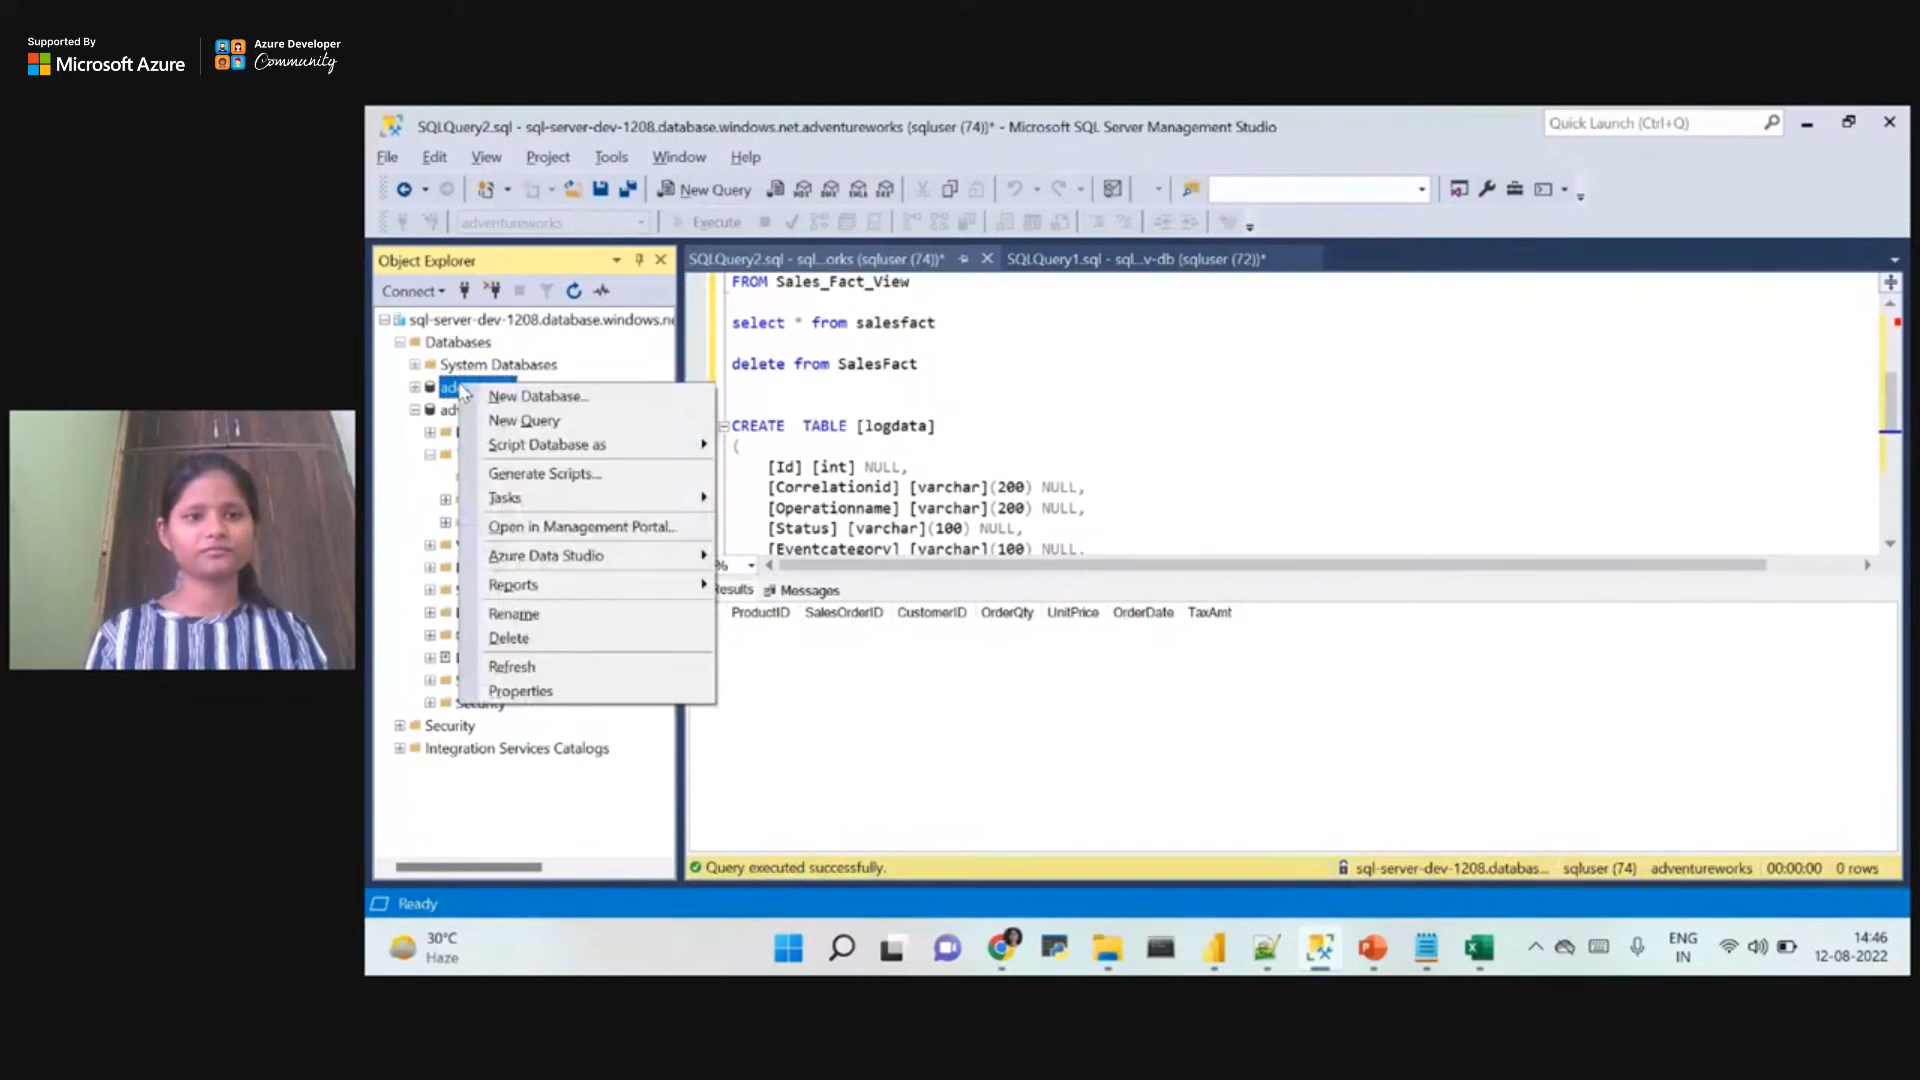 Supported By
Microsoft Azure
Azure Developer
Community
SQLQuery2.sql - sql-server-dev-1208.database.windows.net.adventureworks (sqluser (74))* - Microsoft SQL Server Management Studio
Quick Launch (Ctrl+Q)
File Edit View Project Tools Window Help
New Query
adventureworks
Execute
Object Explorer
SQLQuery2.sql - sql...orks (sqluser (74))*
SQLQuery1.sql - sql...v-db (sqluser (72))*
Connect
sql-server-dev-1208.database.windows.ne
Databases
System Databases
Security
Integration Services Catalogs
New Database...
New Query
Script Database as
Generate Scripts...
Tasks
Open in Management Portal...
Azure Data Studio
Reports
Rename
Delete
Refresh
Properties
FROM Sales_Fact_View
select * from salesfact
delete from SalesFact
CREATE TABLE [logdata]
(
[Id] [int] NULL,
[Correlationid] [varchar](200) NULL,
[Operationname] [varchar](200) NULL,
[Status] [varchar](100) NULL,
[Eventcategory] [varchar](100) NULL,
%
Messages
ProductID SalesOrderID CustomerID OrderQty UnitPrice OrderDate TaxAmt
Query executed successfully.
sql-server-dev-1208.databas... sqluser (74) adventureworks 00:00:00 0 rows
Ready
30°C
Haze
ENG
IN
14:46
12-08-2022